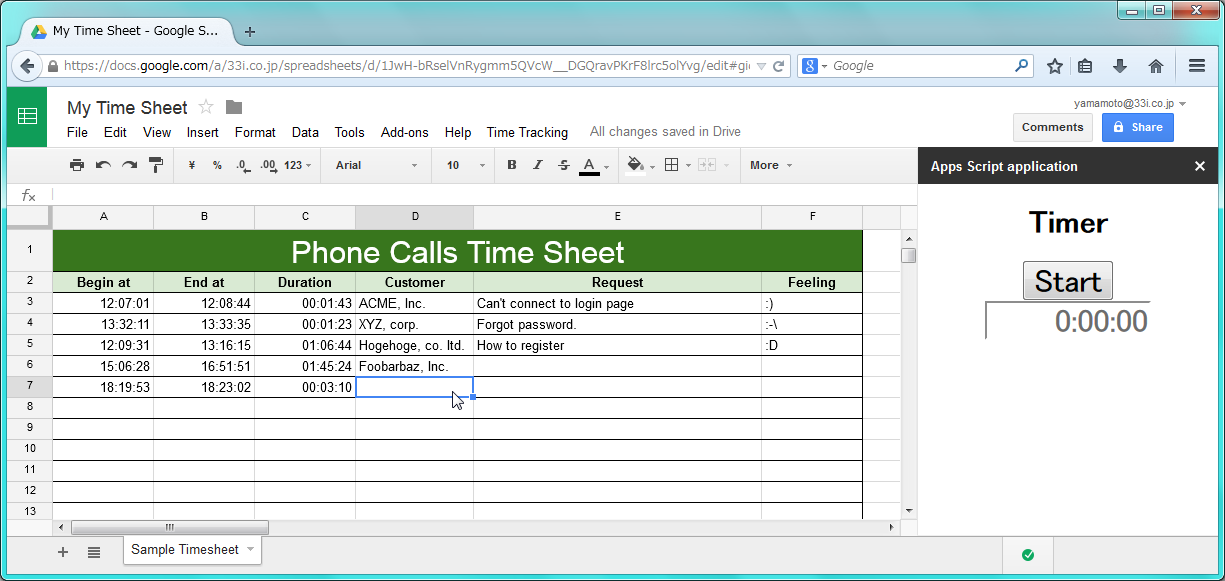 My Time Sheet - Google S...
https://docs.google.com/a/33i.co.jp/spreadsheets/d/1JwH-bRselVnRygmm5QVcW__DGQravPKrF8lrc5olYvg/edit#gi
8 Google
My Time Sheet
yamamoto@33i.co.jp
File Edit View Insert Format Data Tools Add-ons Help Time Tracking All changes saved in Drive
Comments Share
¥ % .0 .00 123 Arial 10 B I S A More
Apps Script application
fx
A B C D E F
1 Phone Calls Time Sheet
2 Begin at End at Duration Customer Request Feeling
3 12:07:01 12:08:44 00:01:43 ACME, Inc. Can't connect to login page :)
4 13:32:11 13:33:35 00:01:23 XYZ, corp. Forgot password. :-\
5 12:09:31 13:16:15 01:06:44 Hogehoge, co. ltd. How to register :D
6 15:06:28 16:51:51 01:45:24 Foobarbaz, Inc.
7 18:19:53 18:23:02 00:03:10
8
9
10
11
12
13
Timer
Start
0:00:00
Sample Timesheet